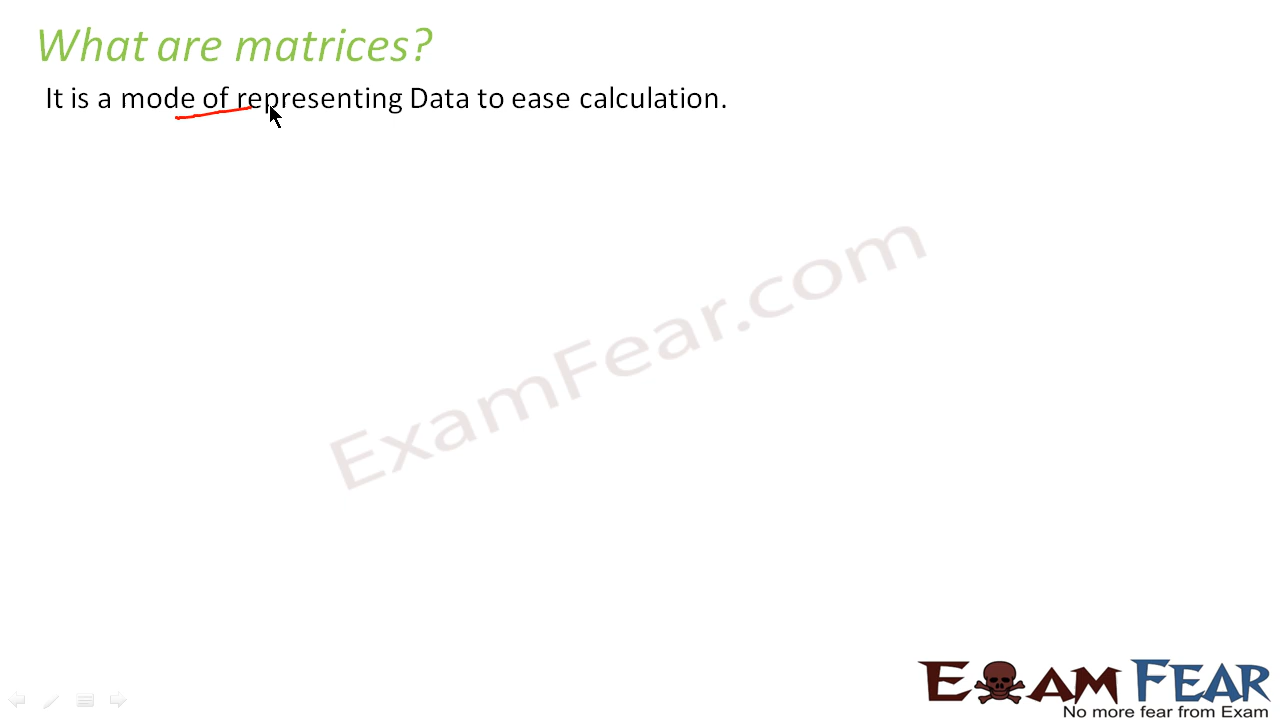 What are matrices?
It is a mode of representing Data to ease calculation.
ExamFear.com
EXAM FEAR
No more fear from Exam